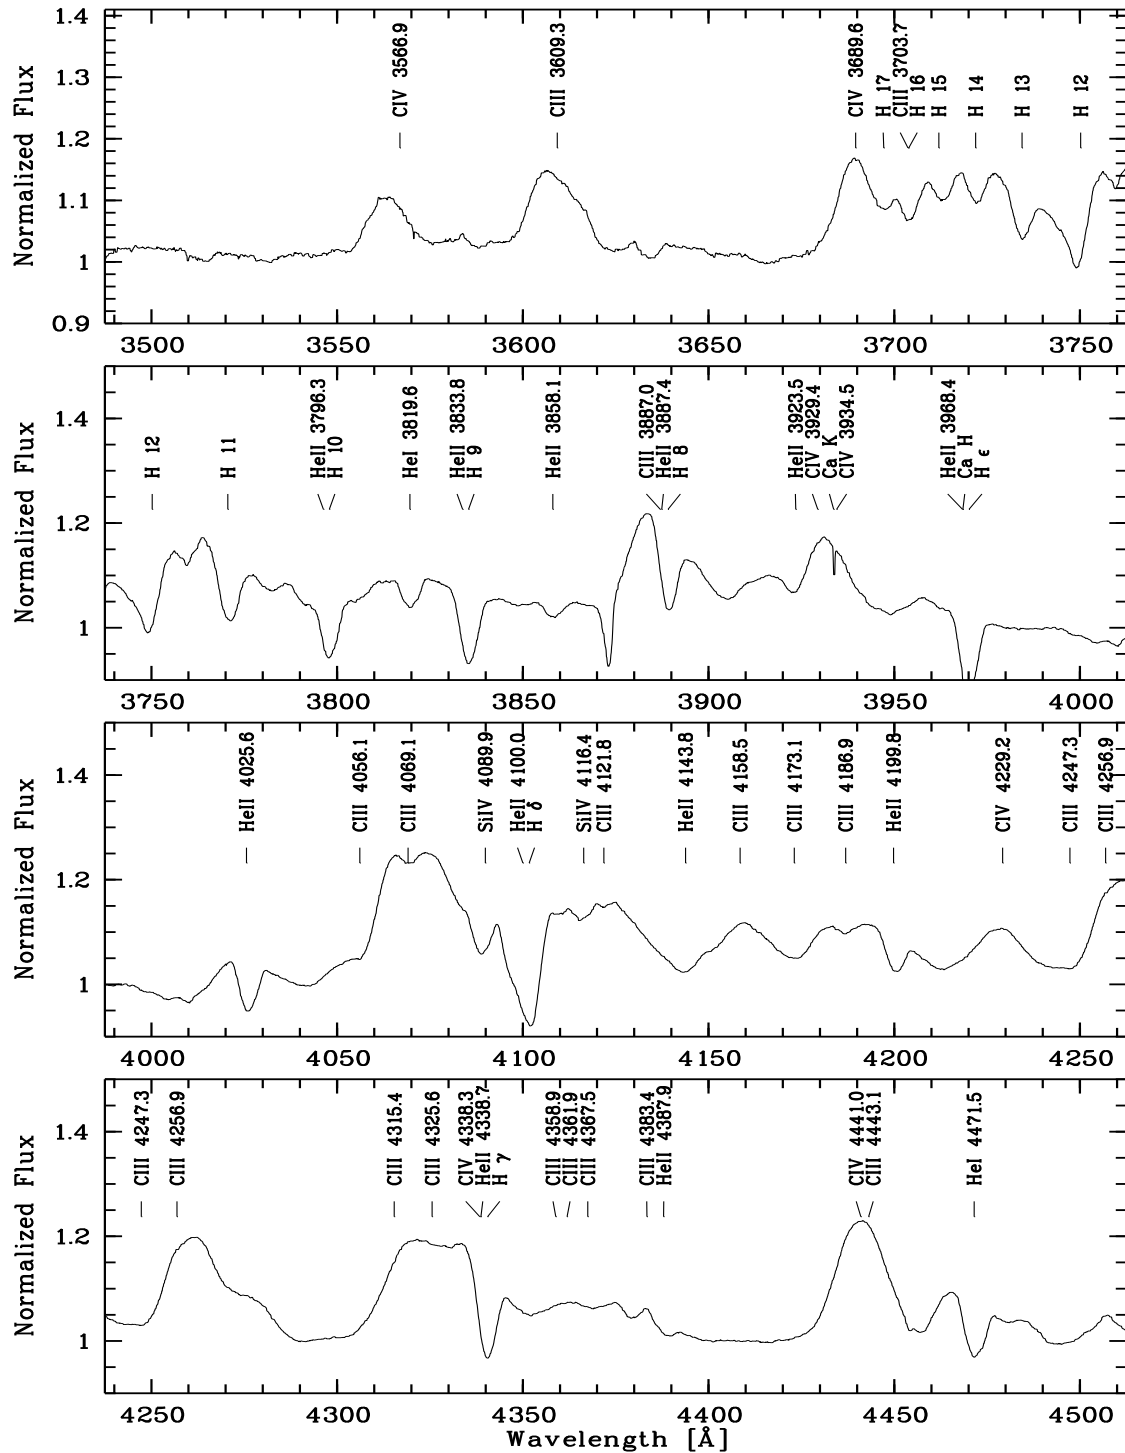 Normalized Flux
1.4
1.3
1.2
1.1
1
0.9
CIV 3566.9
CIII 3609.3
CIV 3689.6
H 17
CIII 3703.7
H 16
H 15
H 14
H 13
H 12
3500
3550
3600
3650
3700
3750
Normalized Flux
1.4
1.2
1
H 12
H 11
HeII 3796.3
H 10
HeI 3819.6
HeII 3833.8
H 9
HeII 3858.1
CIII 3887.0
HeII 3887.4
H 8
HeII 3923.5
CIV 3929.4
Ca K
CIV 3934.5
HeII 3968.4
Ca H
H ϵ
3750
3800
3850
3900
3950
4000
Normalized Flux
1.4
1.2
1
HeII 4025.6
CIII 4056.1
CIII 4069.1
SiIV 4089.9
HeII 4100.0
H δ
SiIV 4116.4
CIII 4121.8
HeII 4143.8
CIII 4158.5
CIII 4173.1
CIII 4186.9
HeII 4199.8
CIV 4229.2
CIII 4247.3
CIII 4256.9
4000
4050
4100
4150
4200
4250
Normalized Flux
1.4
1.2
1
CIII 4247.3
CIII 4256.9
CIII 4315.4
CIII 4325.6
CIV 4338.3
HeII 4338.7
H γ
CIII 4358.9
CIII 4361.9
CIII 4367.5
CIII 4383.4
HeII 4387.9
CIV 4441.0
CIII 4443.1
HeI 4471.5
4250
4300
4350
4400
4450
4500
Wavelength [Å]